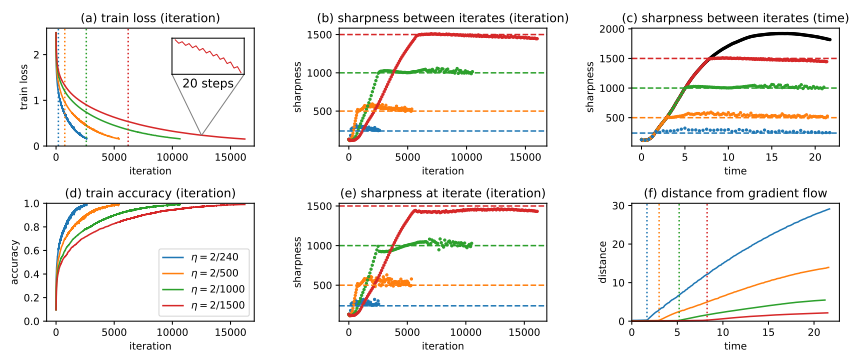 (a) train loss (iteration)
train loss
2
1
0
20 steps
0
5000
10000
15000
iteration
(b) sharpness between iterates (iteration)
sharpness
1500
1000
500
0
5000
10000
15000
iteration
(c) sharpness between iterates (time)
sharpness
2000
1500
1000
500
0
5
10
15
20
time
(d) train accuracy (iteration)
accuracy
1.0
0.8
0.6
0.4
0.2
0.0
η = 2/240
η = 2/500
η = 2/1000
η = 2/1500
0
5000
10000
15000
iteration
(e) sharpness at iterate (iteration)
sharpness
1500
1000
500
0
5000
10000
15000
iteration
(f) distance from gradient flow
distance
30
20
10
0
0
5
10
15
20
time